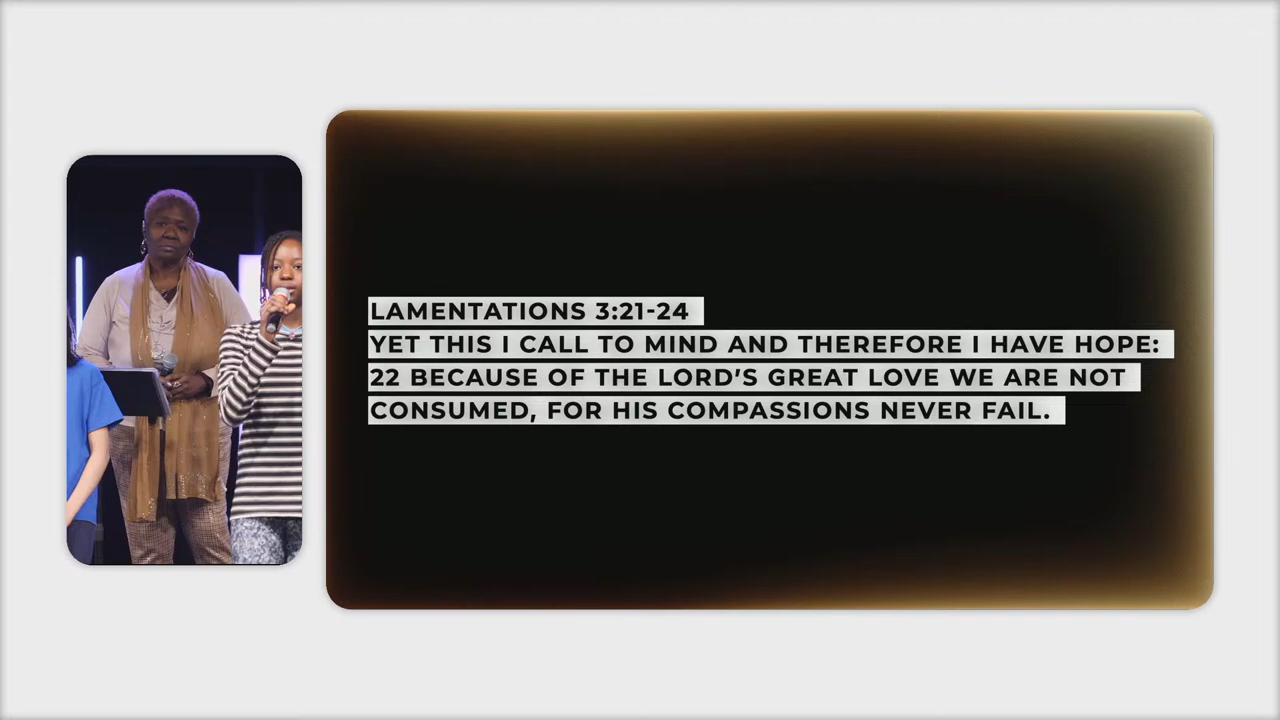 LAMENTATIONS 3:21-24
YET THIS I CALL TO MIND AND THEREFORE I HAVE HOPE:
22 BECAUSE OF THE LORD’S GREAT LOVE WE ARE NOT
CONSUMED, FOR HIS COMPASSIONS NEVER FAIL.